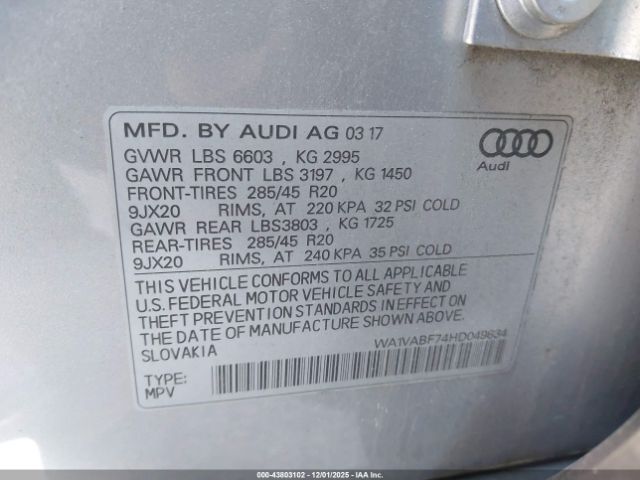 MFD. BY AUDI AG 03 17
GVWR LBS 6603 , KG 2995
GAWR FRONT LBS 3197 , KG 1450
FRONT-TIRES 285/45 R20
9JX20 RIMS, AT 220 KPA 32 PSI COLD
GAWR REAR LBS3803 , KG 1725
REAR-TIRES 285/45 R20
9JX20 RIMS, AT 240 KPA 35 PSI COLD
Audi
THIS VEHICLE CONFORMS TO ALL APPLICABLE
U.S. FEDERAL MOTOR VEHICLE SAFETY AND
THEFT PREVENTION STANDARDS IN EFFECT ON
THE DATE OF MANUFACTURE SHOWN ABOVE.
SLOVAKIA
WA1VABF74HD049634
TYPE:
MPV
000-43803102 - 12/01/2025 - COPART